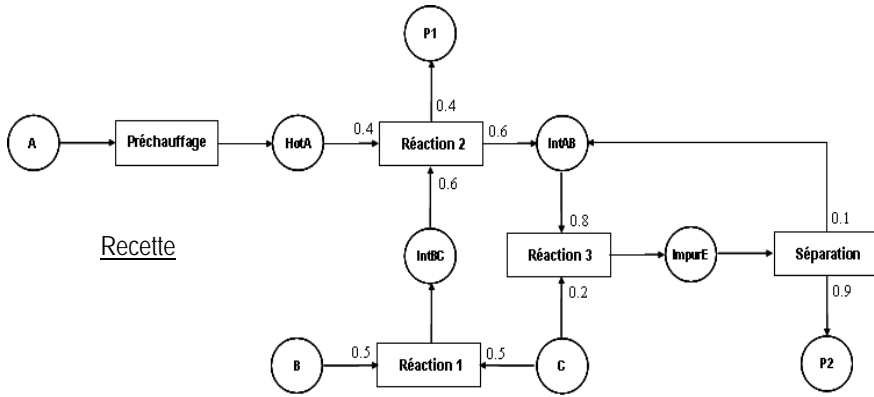 P1
0.4
A
Préchauffage
HotA
0.4
Réaction 2
0.6
IntAB
0.6
0.1
Recette
0.8
IntBC
Réaction 3
ImpurE
Séparation
0.2
0.9
B
0.5
Réaction 1
0.5
C
P2